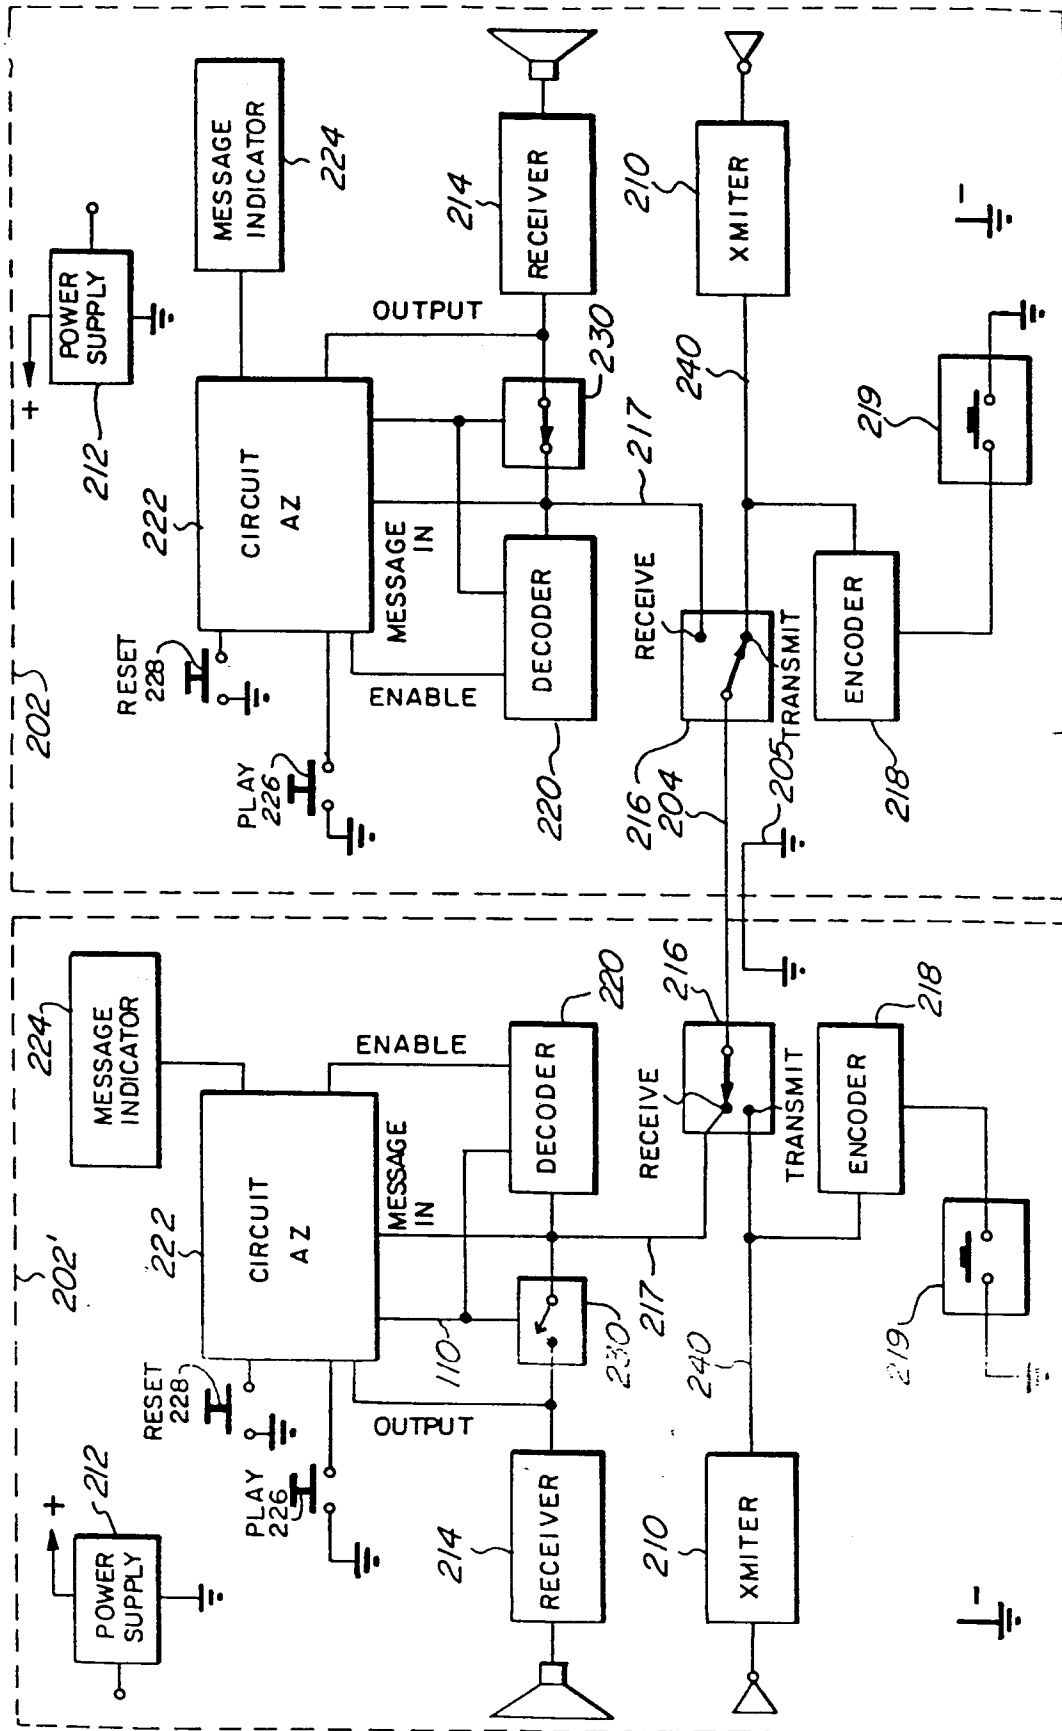 202'
202
POWER
SUPPLY
212
+
RESET
228
PLAY
226
222
CIRCUIT
AZ
MESSAGE
INDICATOR
224
ENABLE
MESSAGE
IN
110
OUTPUT
214
RECEIVER
230
DECODER
220
217
RECEIVE
216
TRANSMIT
210
XMITER
240
ENCODER
218
219
-
204
205
+
POWER
SUPPLY
212
RESET
228
PLAY
226
222
CIRCUIT
AZ
MESSAGE
INDICATOR
224
ENABLE
MESSAGE
IN
OUTPUT
214
RECEIVER
230
DECODER
220
217
RECEIVE
216
TRANSMIT
210
XMITER
240
ENCODER
218
219
-